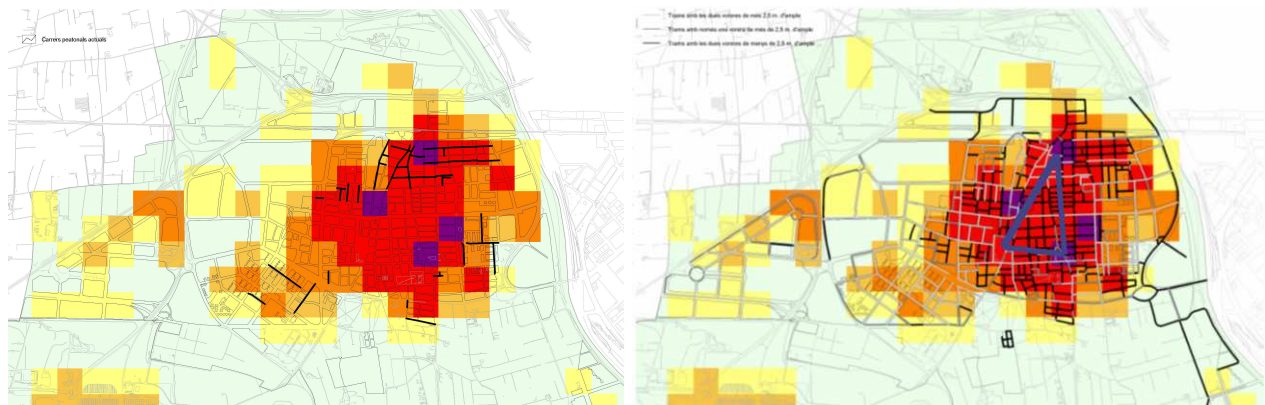 Carrers peatonals actuals
Trams amb les dues voreres de més 2,5 m. d'ample
Trams amb només una vorera de més de 2,5 m. d'ample
Trams amb les dues voreres de menys de 2,5 m. d'ample